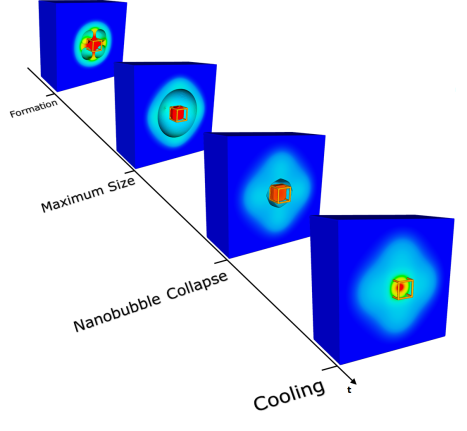 Formation
Maximum Size
Nanobubble Collapse
Cooling
t